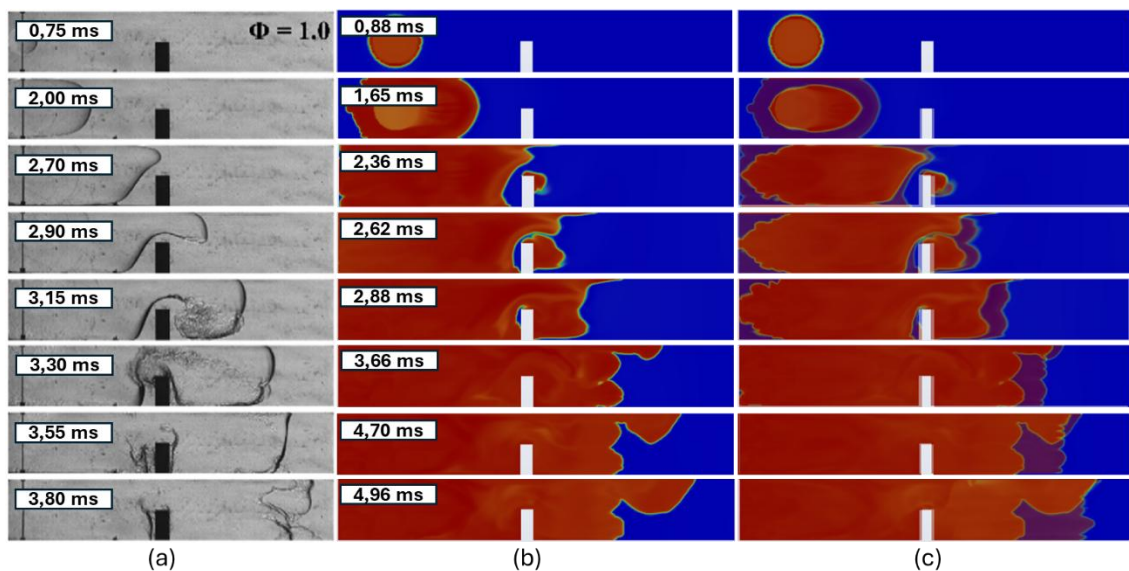 0,75 ms Φ = 1.0 0,88 ms
2,00 ms 1,65 ms
2,70 ms 2,36 ms
2,90 ms 2,62 ms
3,15 ms 2,88 ms
3,30 ms 3,66 ms
3,55 ms 4,70 ms
3,80 ms 4,96 ms
(a) (b) (c)